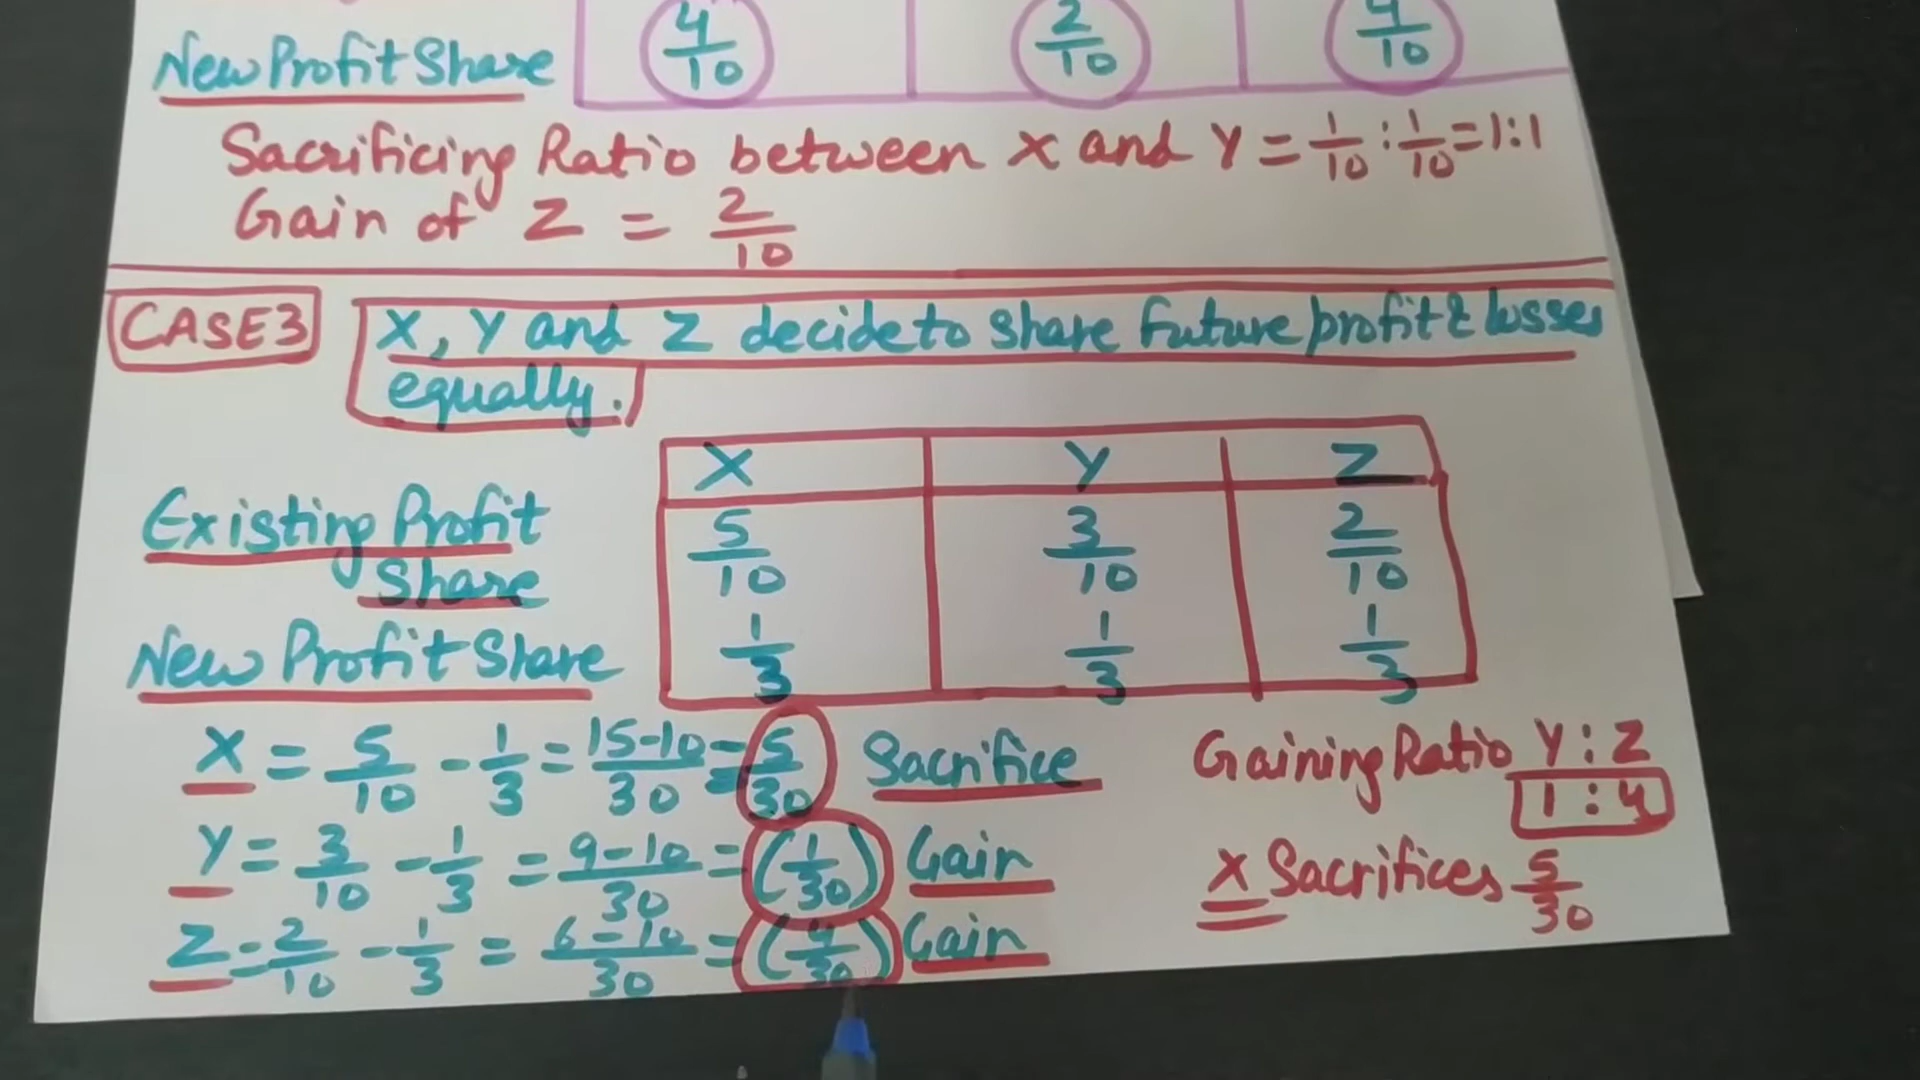 New Profit Share 4/10 2/10 4/10
Sacrificing Ratio between X and Y = 1/10 : 1/10 = 1:1
Gain of Z = 2/10
CASE 3 X, Y and Z decide to share future profit & losses
equally.
X Y Z
Existing Profit Share 5/10 3/10 2/10
New Profit Share 1/3 1/3 1/3
X = 5/10 - 1/3 = 15-10/30 = 5/30 Sacrifice
Y = 3/10 - 1/3 = 9-10/30 = (1/30) Gain
Z = 2/10 - 1/3 = 6-10/30 = (4/30) Gain
Gaining Ratio Y : Z
1 : 4
X Sacrifices 5/30